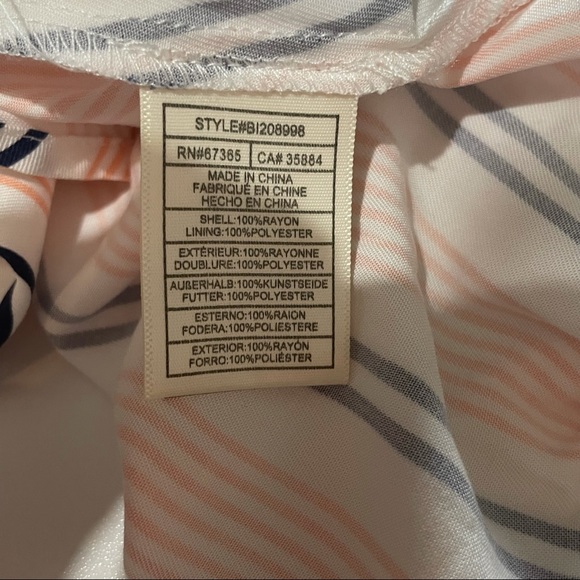 STYLE#BI208998
RN#67365 CA# 35884
MADE IN CHINA
FABRIQUÉ EN CHINE
HECHO EN CHINA
SHELL:100%RAYON
LINING:100%POLYESTER
EXTÉRIEUR:100%RAYONNE
DOUBLURE:100%POLYESTER
AUßERHALB:100%KUNSTSEIDE
FUTTER:100%POLYESTER
ESTERNO:100%RAION
FODERA:100%POLIESTERE
EXTERIOR:100%RAYÓN
FORRO:100%POLIÉSTER